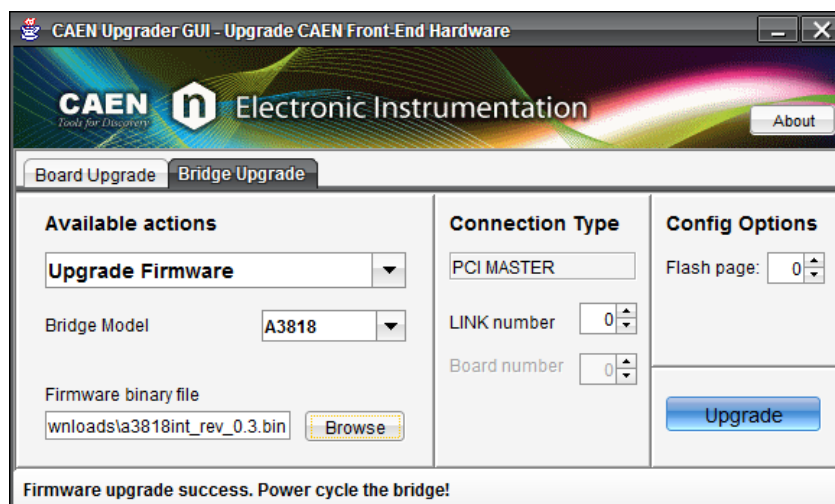 CAEN Upgrader GUI - Upgrade CAEN Front-End Hardware
CAEN n Electronic Instrumentation
Tools for Discovery
About
Board Upgrade Bridge Upgrade
Available actions
Upgrade Firmware
Bridge Model A3818
Firmware binary file
wnloads\a3818int_rev_0.3.bin Browse
Connection Type
PCI MASTER
LINK number 0
Board number 0
Config Options
Flash page: 0
Upgrade
Firmware upgrade success. Power cycle the bridge!